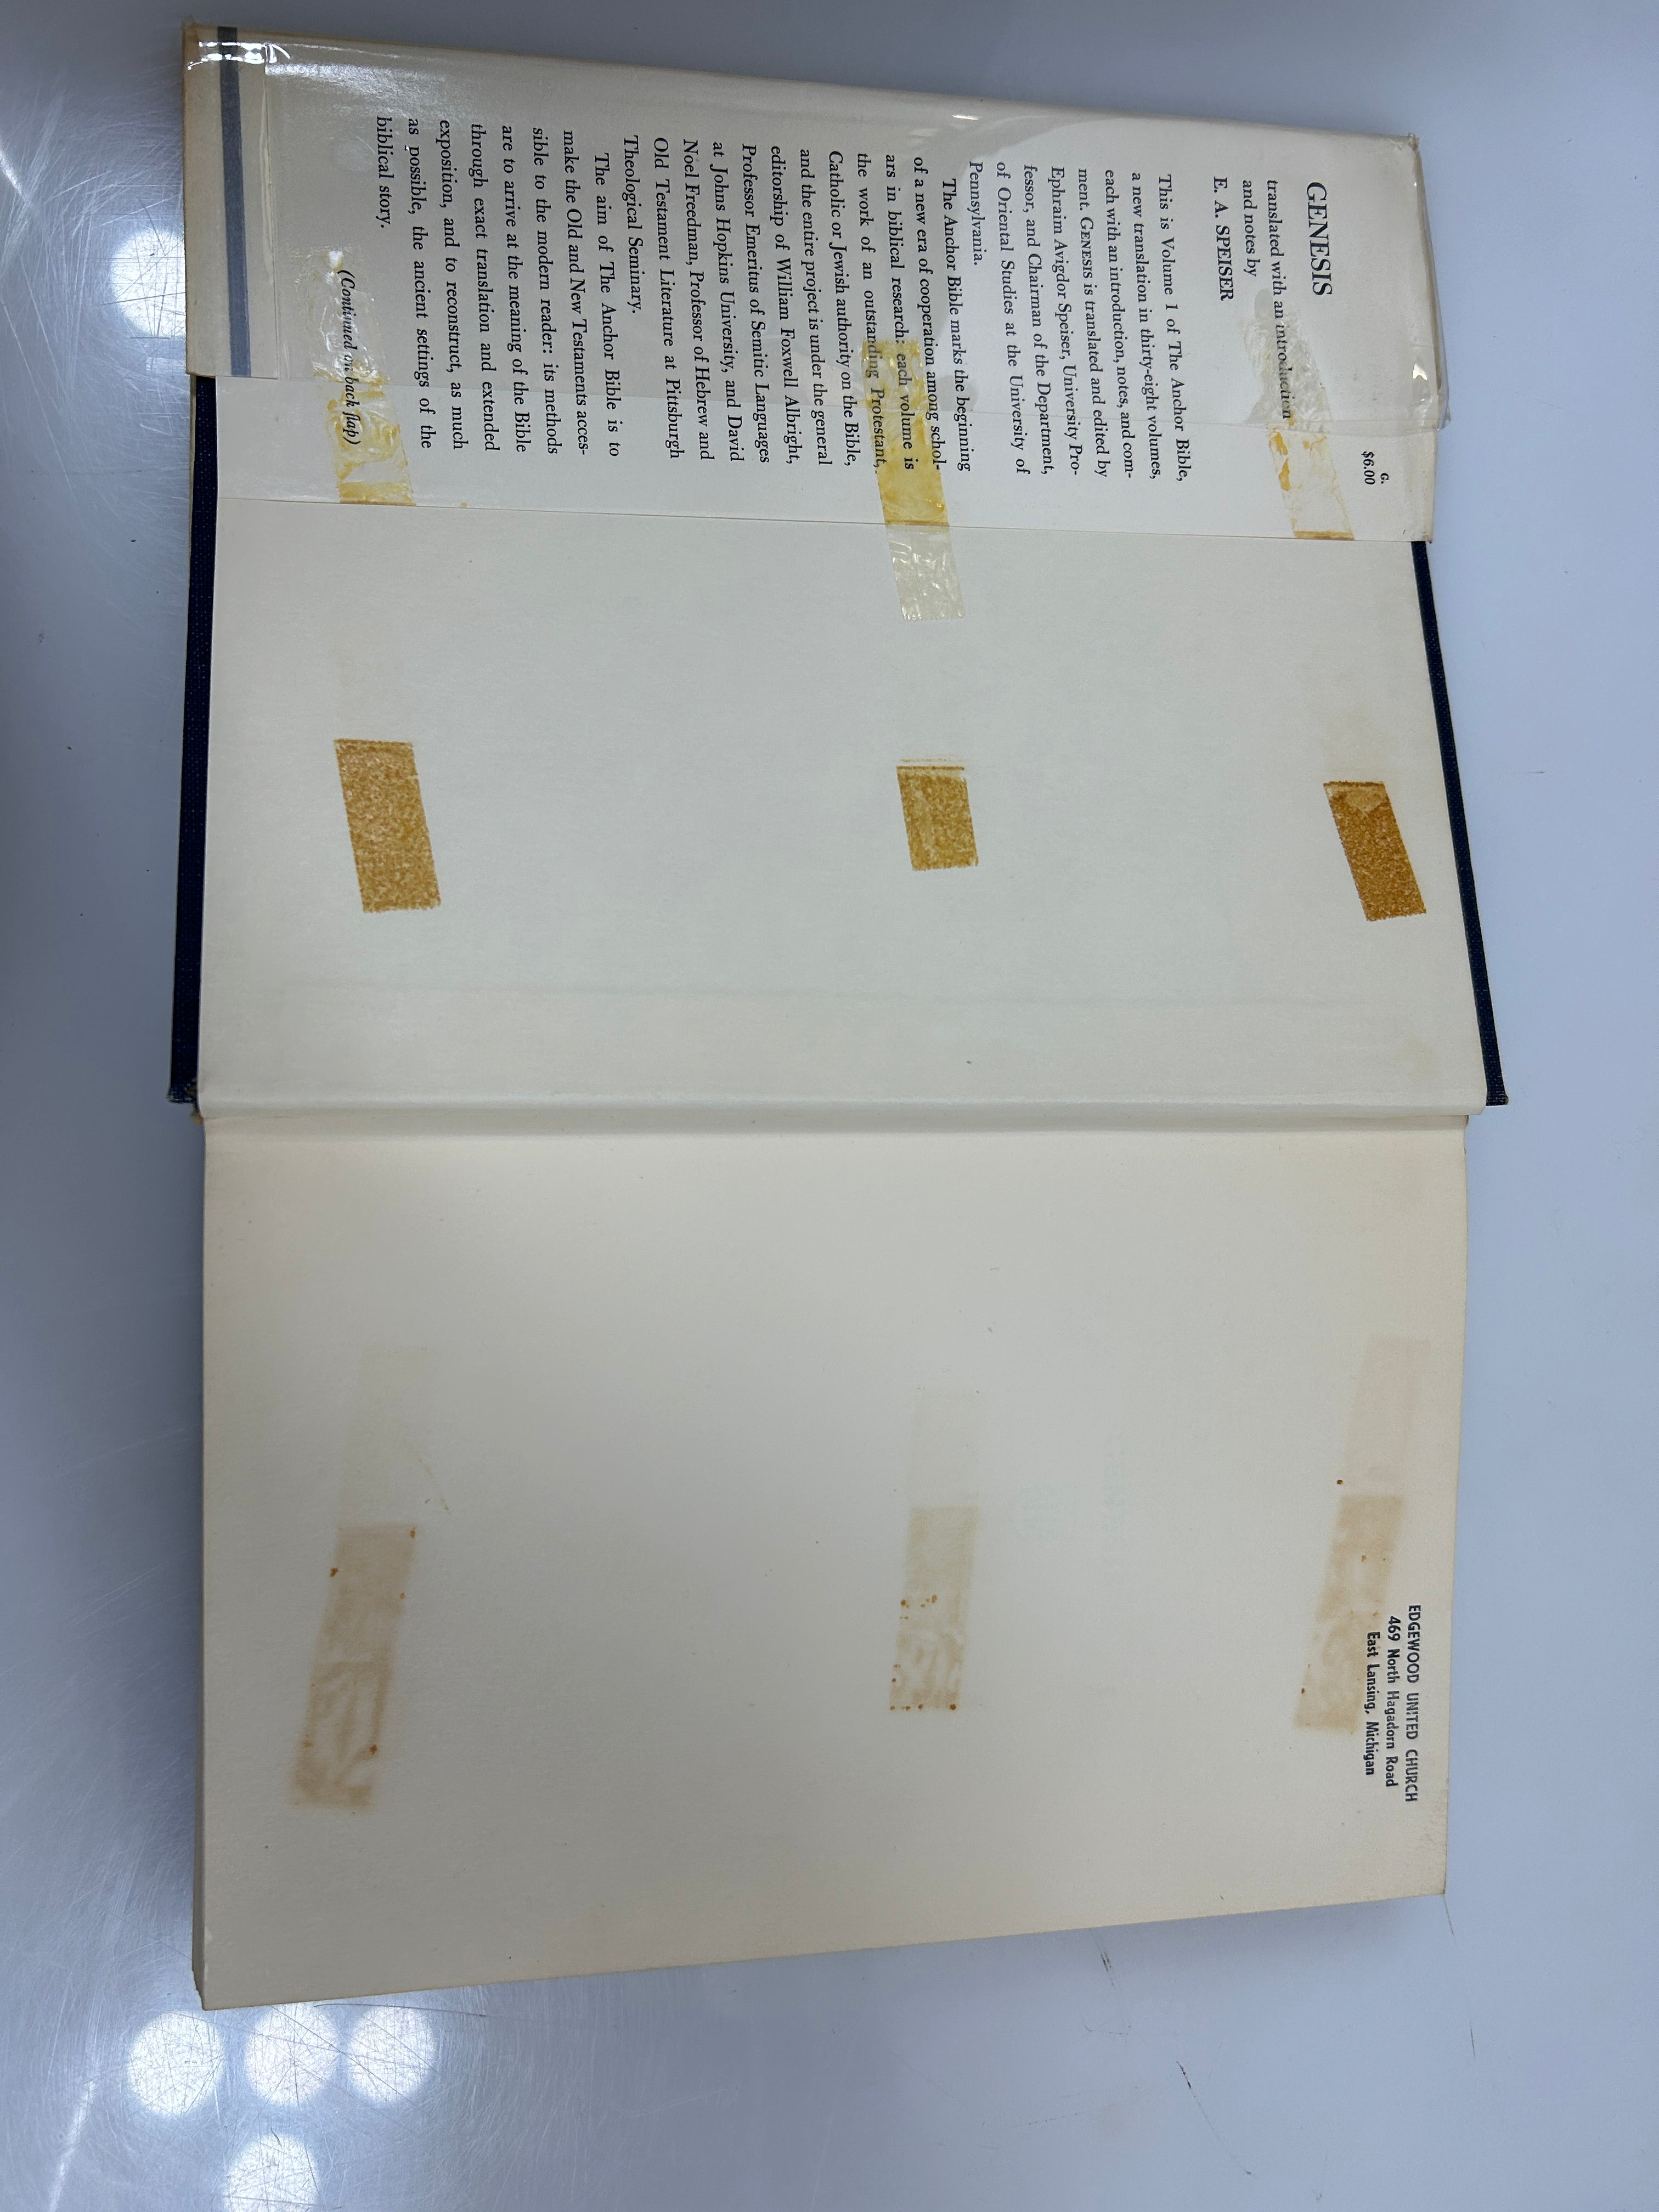 G.
$6.00
GENESIS
translated with an introduction
and notes by
E. A. SPEISER
This is Volume 1 of The Anchor Bible,
a new translation in thirty-eight volumes,
each with an introduction, notes, and com-
ment. GENESIS is translated and edited by
Ephraim Avigdor Speiser, University Pro-
fessor, and Chairman of the Department,
of Oriental Studies at the University of
Pennsylvania.
The Anchor Bible marks the beginning
of a new era of cooperation among schol-
ars in biblical research: each volume is
the work of an outstanding Protestant,
Catholic or Jewish authority on the Bible,
and the entire project is under the general
editorship of William Foxwell Albright,
Professor Emeritus of Semitic Languages
at Johns Hopkins University, and David
Noel Freedman, Professor of Hebrew and
Old Testament Literature at Pittsburgh
Theological Seminary.
The aim of The Anchor Bible is to
make the Old and New Testaments acces-
sible to the modern reader: its methods
are to arrive at the meaning of the Bible
through exact translation and extended
exposition, and to reconstruct, as much
as possible, the ancient settings of the
biblical story.
(Continued on back flap)
EDGEWOOD UNITED CHURCH
469 North Hagadorn Road
East Lansing, Michigan